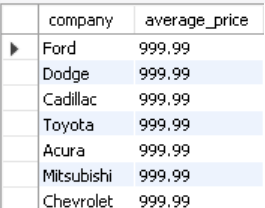 company average_price
Ford 999.99
Dodge 999.99
Cadillac 999.99
Toyota 999.99
Acura 999.99
Mitsubishi 999.99
Chevrolet 999.99